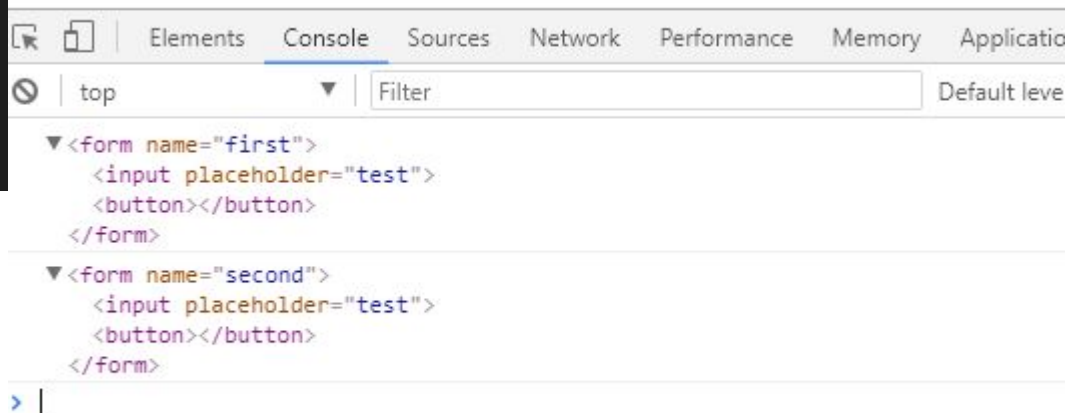 Elements Console Sources Network Performance Memory Applicatio
top Filter Default leve
<form name="first">
<input placeholder="test">
<button></button>
</form>
<form name="second">
<input placeholder="test">
<button></button>
</form>